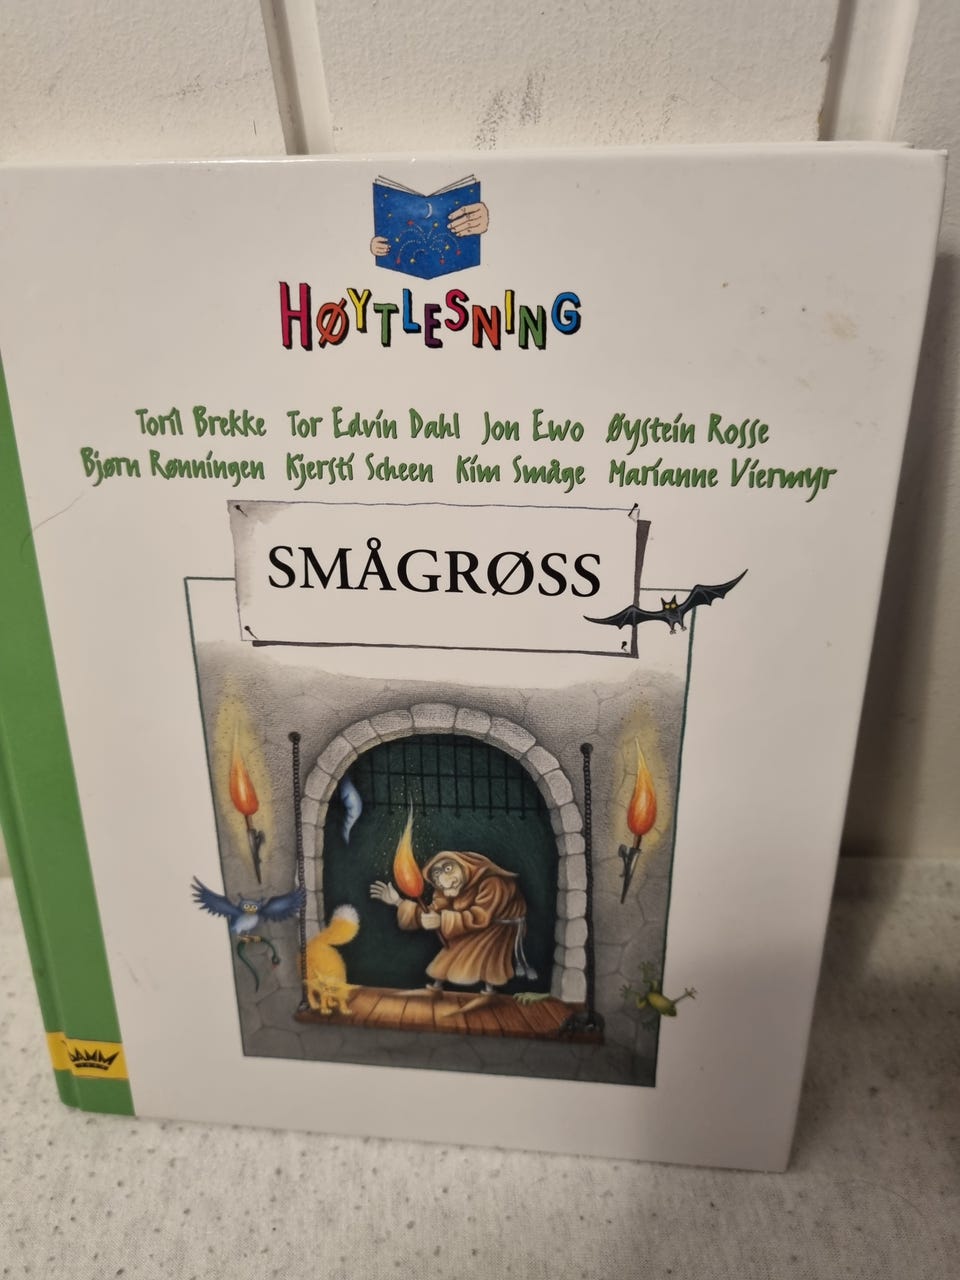 HØYTLESNING
Toril Brekke Tor Edvin Dahl Jon Ewo Øystein Rosse
Bjørn Rønningen Kjersti Scheen Kim Småge Marianne Viermyr
SMÅGRØSS
DAMM